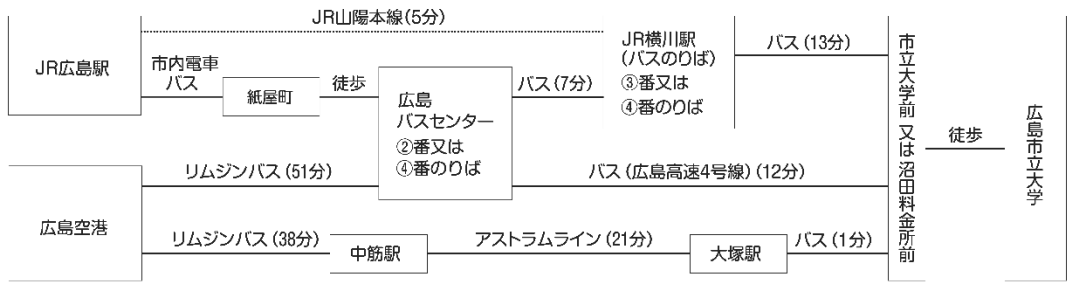 JR山陽本線(5分)
JR広島駅
市内電車
バス
紙屋町
徒歩
広島
バスセンター
②番又は
④番のりば
バス(7分)
JR横川駅
(バスのりば)
③番又は
④番のりば
バス(13分)
リムジンバス(51分)
バス(広島高速4号線)(12分)
広島空港
リムジンバス(38分)
中筋駅
アストラムライン(21分)
大塚駅
バス(1分)
市立大学前 又は 沼田料金所前
徒歩
広島市立大学